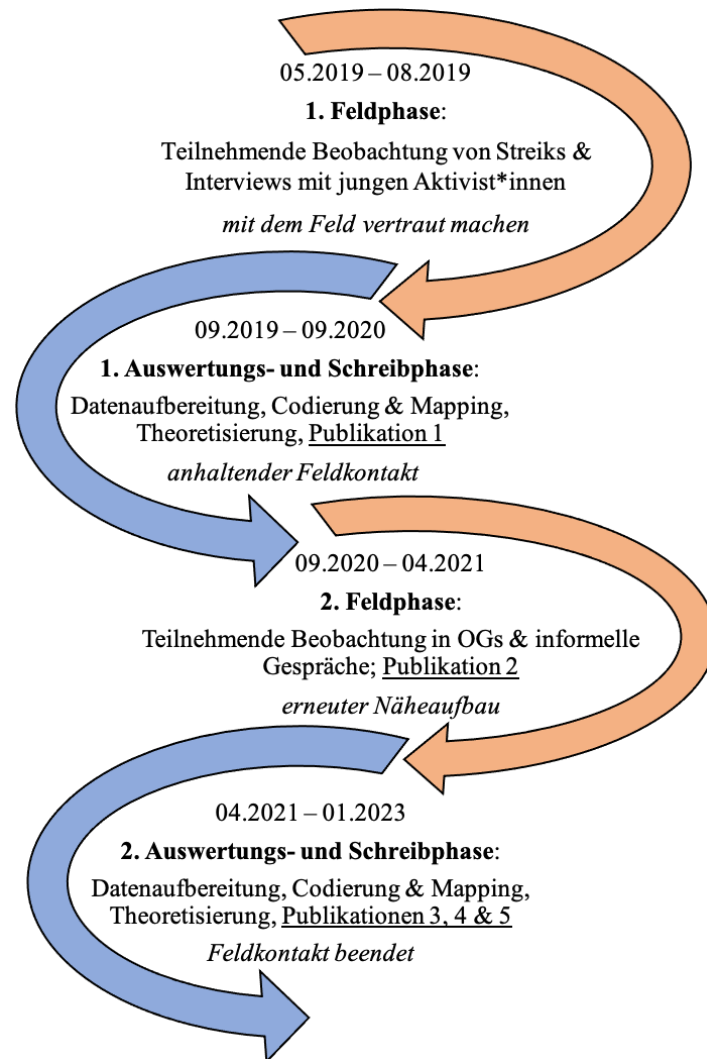 05.2019 – 08.2019
1. Feldphase:
Teilnehmende Beobachtung von Streiks &
Interviews mit jungen Aktivist*innen
mit dem Feld vertraut machen
09.2019 – 09.2020
1. Auswertungs- und Schreibphase:
Datenaufbereitung, Codierung & Mapping,
Theoretisierung, Publikation 1
anhaltender Feldkontakt
09.2020 – 04.2021
2. Feldphase:
Teilnehmende Beobachtung in OGs & informelle
Gespräche; Publikation 2
erneuter Näheaufbau
04.2021 – 01.2023
2. Auswertungs- und Schreibphase:
Datenaufbereitung, Codierung & Mapping,
Theoretisierung, Publikationen 3, 4 & 5
Feldkontakt beendet